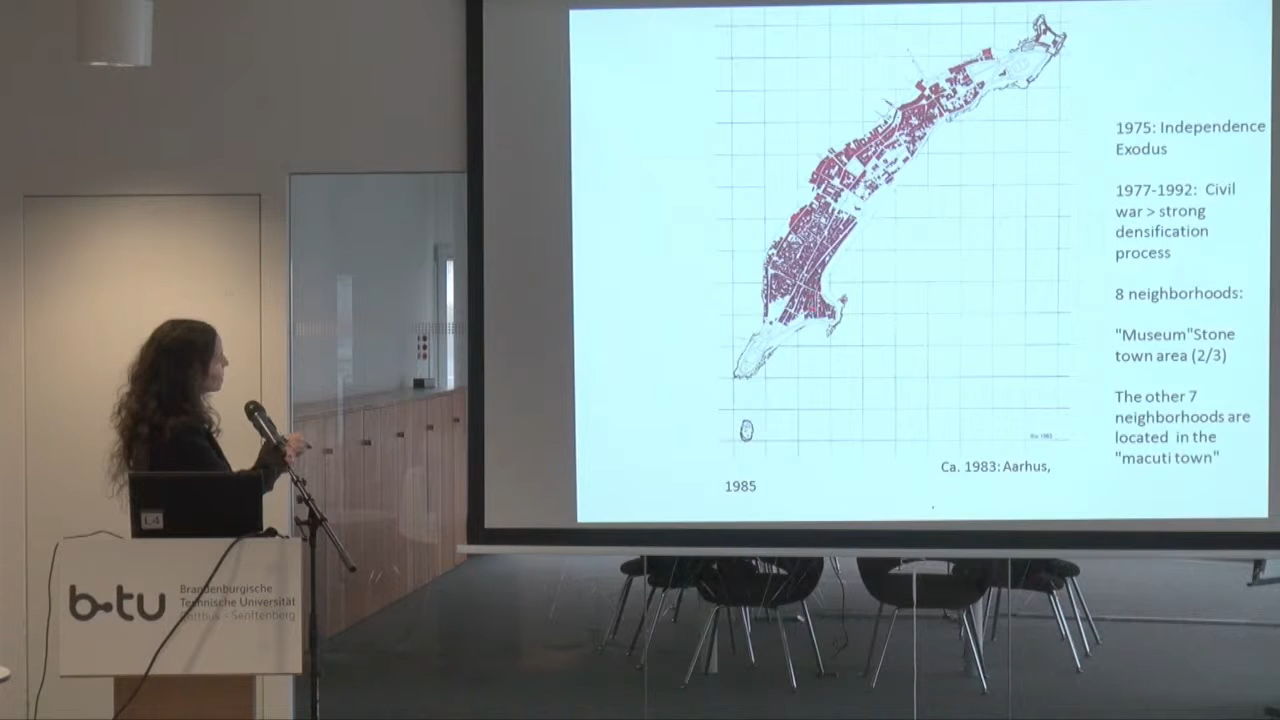 1975: Independence
Exodus
1977-1992: Civil
war > strong
densification
process
8 neighborhoods:
"Museum"Stone
town area (2/3)
The other 7
neighborhoods are
located in the
"macuti town"
Ca. 1983: Aarhus,
1985
L4
b-tu
Brandenburgische
Technische Universität
Cottbus - Senftenberg